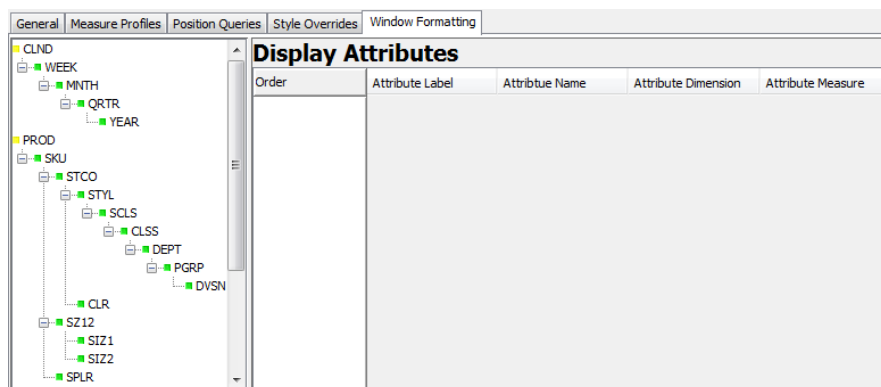 General Measure Profiles Position Queries Style Overrides Window Formatting
CLND
WEEK
MNTH
QRTR
YEAR
PROD
SKU
STCO
STYL
SCLS
CLSS
DEPT
PGRP
DVSN
CLR
SZ12
SIZ1
SIZ2
SPLR
Display Attributes
Order Attribute Label Attribtue Name Attribute Dimension Attribute Measure